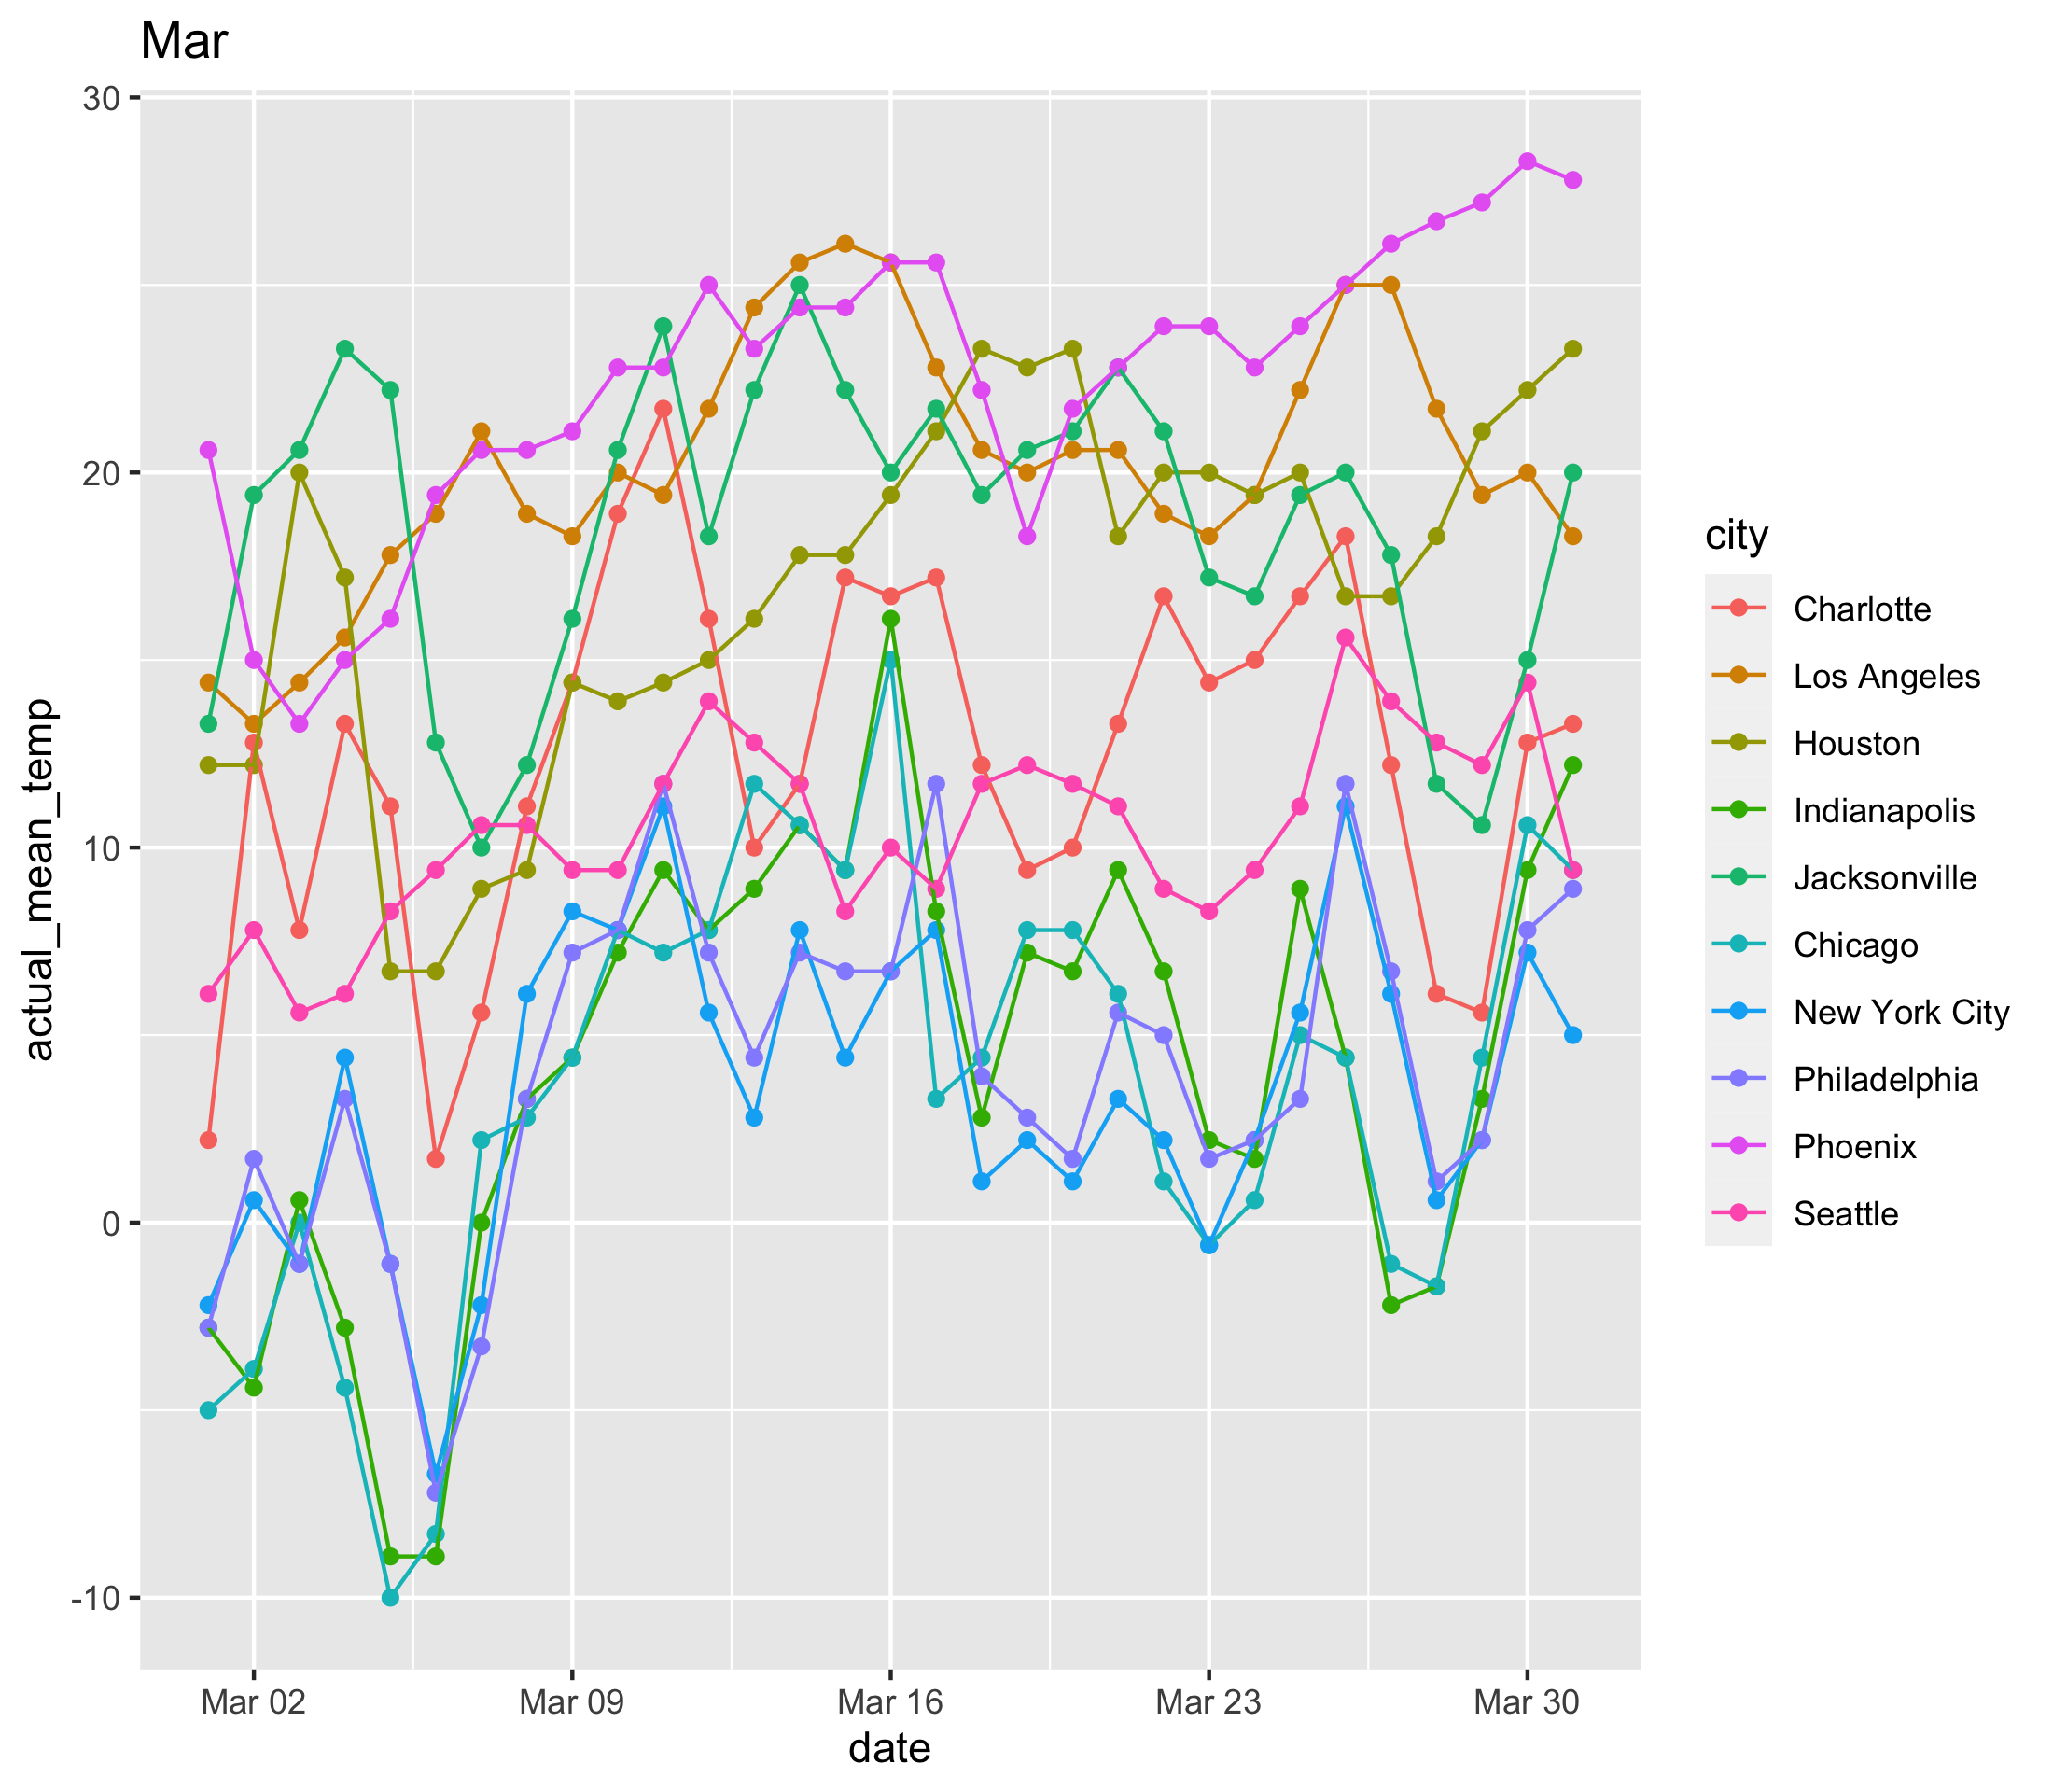 Mar
30
20
10
0
-10
actual_mean_temp
Mar 02
Mar 09
Mar 16
Mar 23
Mar 30
date
city
Charlotte
Los Angeles
Houston
Indianapolis
Jacksonville
Chicago
New York City
Philadelphia
Phoenix
Seattle